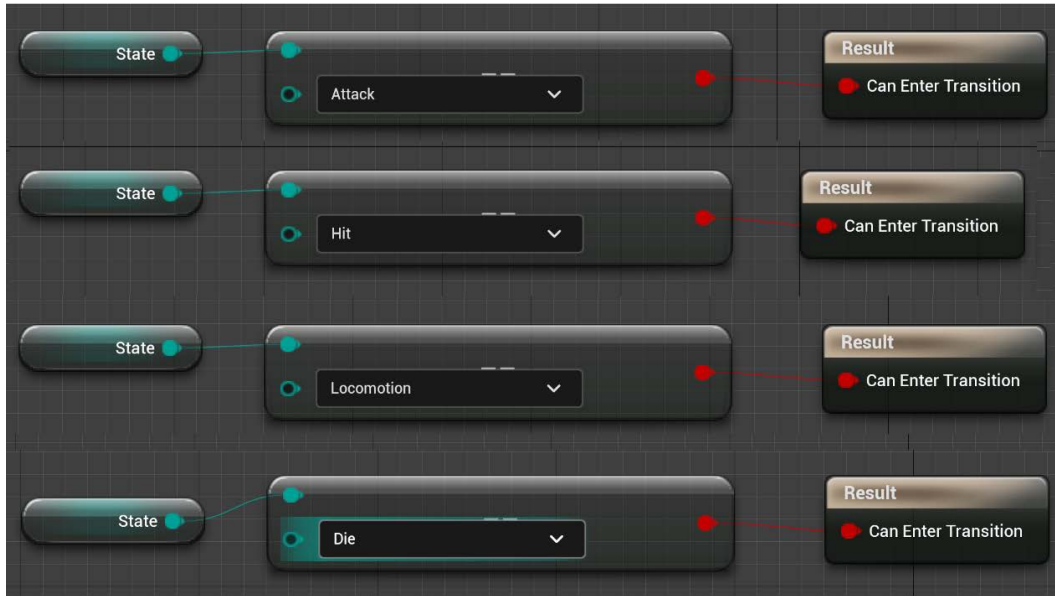 State
Attack
==
Result
Can Enter Transition
State
Hit
==
Result
Can Enter Transition
State
Locomotion
==
Result
Can Enter Transition
State
Die
==
Result
Can Enter Transition